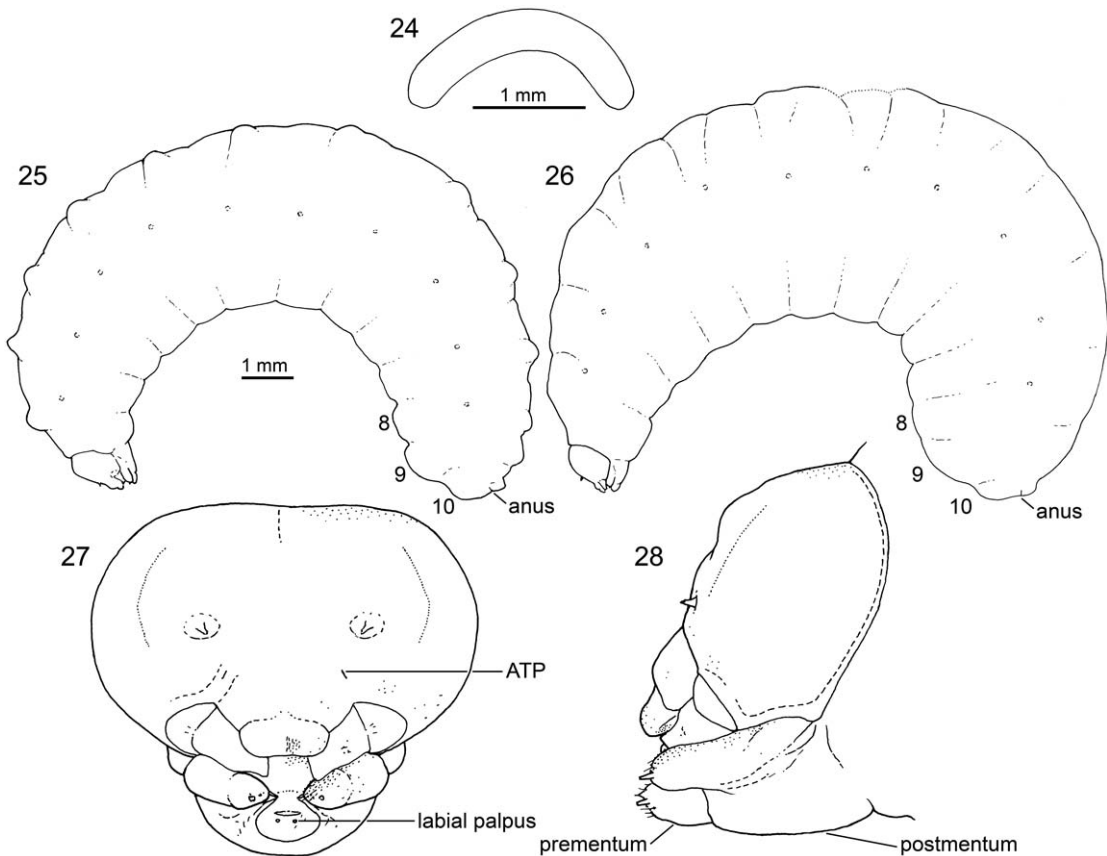 24
1 mm
25
26
1 mm
8
9
10
anus
8
9
10
anus
27
ATP
labial palpus
28
prementum
postmentum